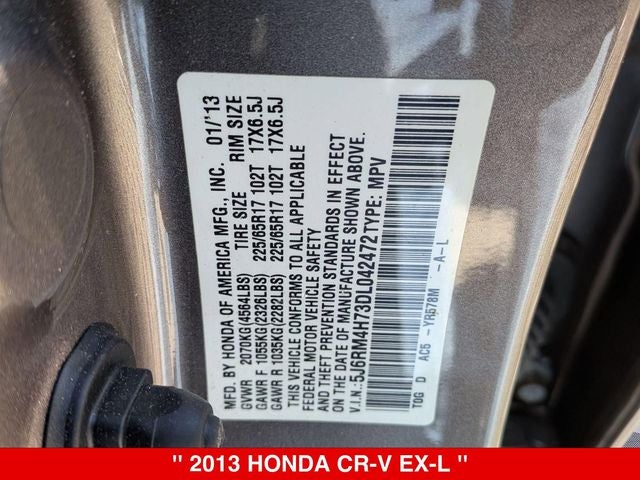 MFD. BY HONDA OF AMERICA MFG., INC. 01/'13
TIRE SIZE RIM SIZE
GVWR 2070KG(4564LBS)
GAWR F 1055KG(2326LBS) 225/65R17 102T 17X6.5J
GAWR R 1035KG(2282LBS) 225/65R17 102T 17X6.5J
THIS VEHICLE CONFORMS TO ALL APPLICABLE
FEDERAL MOTOR VEHICLE SAFETY
AND THEFT PREVENTION STANDARDS IN EFFECT
ON THE DATE OF MANUFACTURE SHOWN ABOVE.
V.I.N.: 5J6RM4H73DL042472 TYPE: MPV
T0G D AC5 - YR578M -A-L
" 2013 HONDA CR-V EX-L "